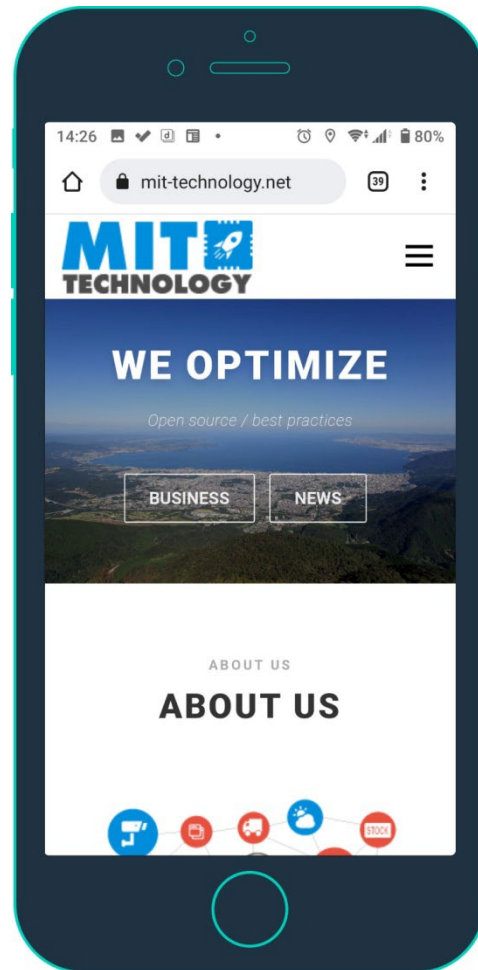 14:26
80%
mit-technology.net
39
MIT
TECHNOLOGY
WE OPTIMIZE
Open source / best practices
BUSINESS
NEWS
ABOUT US
ABOUT US
STOCK